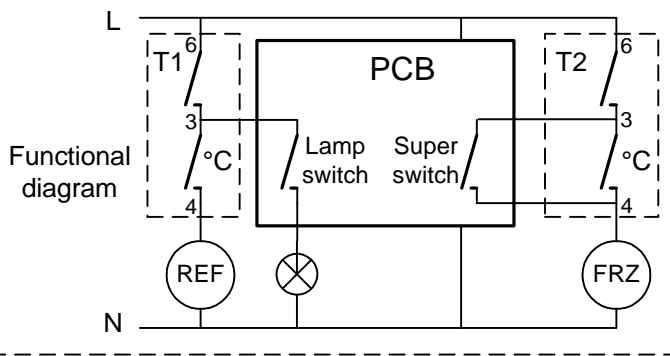 L
6
T1
3
°C
4
REF
PCB
Lamp
switch
Super
switch
6
T2
3
°C
4
FRZ
Functional
diagram
N